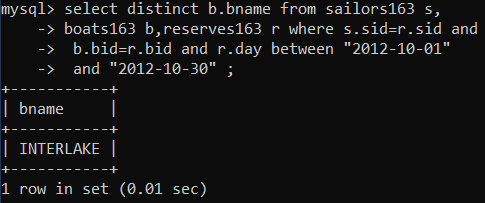 mysql> select distinct b.bname from sailors163 s,
    -> boats163 b,reserves163 r where s.sid=r.sid and
    ->  b.bid=r.bid and r.day between "2012-10-01"
    ->  and "2012-10-30" ;
+-----------+
| bname     |
+-----------+
| INTERLAKE |
+-----------+
1 row in set (0.01 sec)